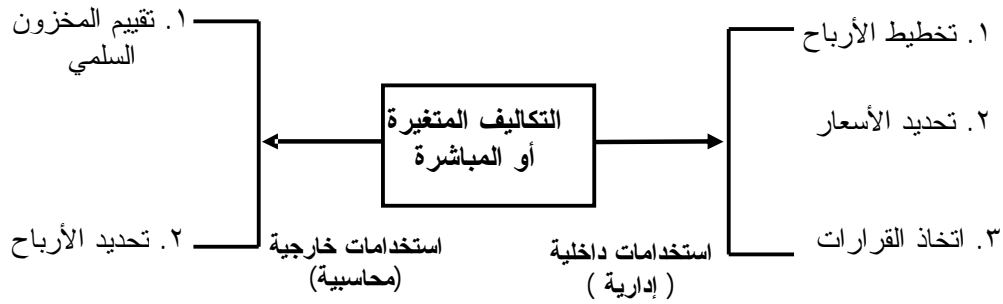 ١. تخطيط الأرباح
٢. تحديد الأسعار
٣. اتخاذ القرارات
التكاليف المتغيرة
أو المباشرة
استخدامات داخلية
( إدارية )
استخدامات خارجية
(محاسبية)
١. تقييم المخزون
السلمي
٢. تحديد الأرباح